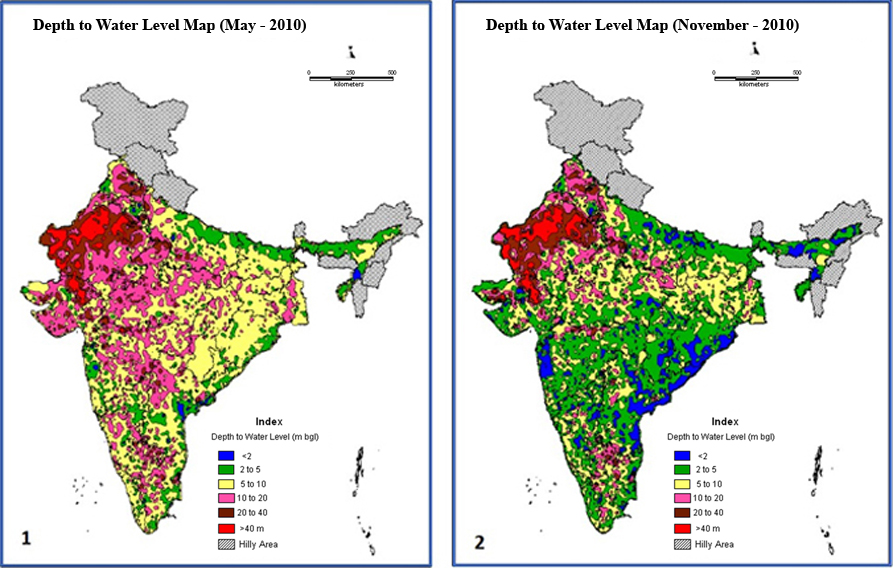 Depth to Water Level Map (May - 2010)
0 250 500
kilometers
Index
Depth to Water Level (m bgl)
<2
2 to 5
5 to 10
10 to 20
20 to 40
>40 m
Hilly Area
1
Depth to Water Level Map (November - 2010)
0 250 500
kilometers
Index
Depth to Water Level (m bgl)
<2
2 to 5
5 to 10
10 to 20
20 to 40
>40 m
Hilly Area
2